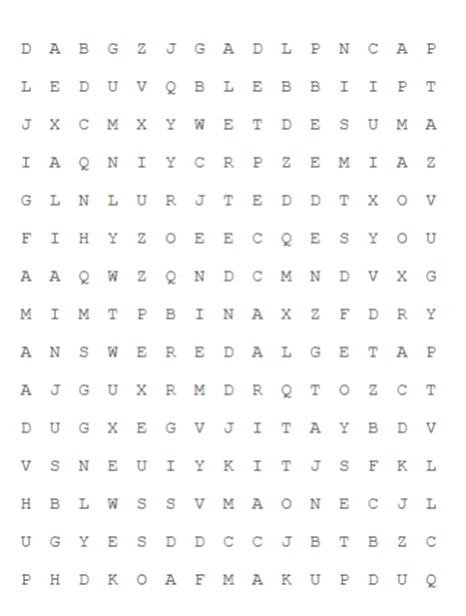 D A B G Z J G A D L P N C A P
L E D U V Q B L E B B I I P T
J X C M X Y W E T D E S U M A
I A Q N I Y C R P Z E M I A Z
G L N L U R J T E D D T X O V
F I H Y Z O E E C Q E S Y O U
A A Q W Z Q N D C M N D V X G
M I M T P B I N A X Z F D R Y
A N S W E R E D A L G E T A P
A J G U X R M D R Q T O Z C T
D U G X E G V J I T A Y B D V
V S N E U I Y K I T J S F K L
H B L W S S V M A O N E C J L
U G Y E S D D C C J B T B Z C
P H D K O A F M A K U P D U Q